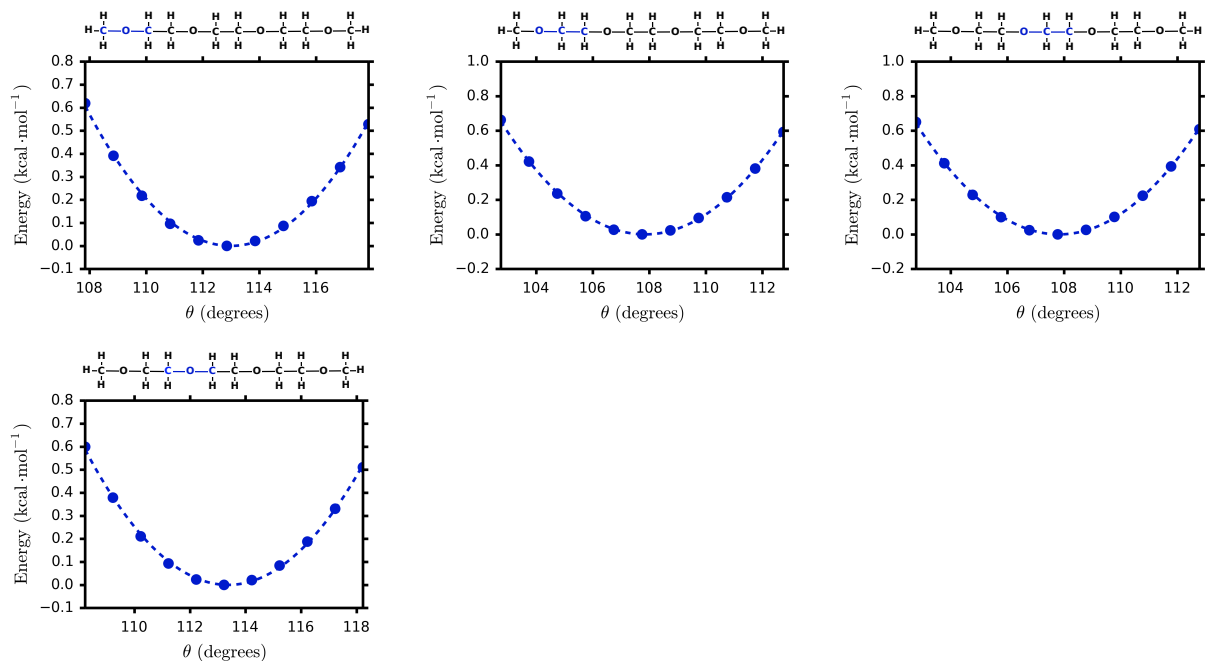 H H H H H H H H
H–C–O–C–C–O–C–C–O–C–C–O–C–H
H H H H H H H H
0.8
0.7
0.6
0.5
0.4
0.3
0.2
0.1
0.0
−0.1
Energy (kcal·mol⁻¹)
108 110 112 114 116
θ (degrees)
H H H H H H H H
H–C–O–C–C–O–C–C–O–C–C–O–C–H
H H H H H H H H
1.0
0.8
0.6
0.4
0.2
0.0
−0.2
Energy (kcal·mol⁻¹)
104 106 108 110 112
θ (degrees)
H H H H H H H H
H–C–O–C–C–O–C–C–O–C–C–O–C–H
H H H H H H H H
1.0
0.8
0.6
0.4
0.2
0.0
−0.2
Energy (kcal·mol⁻¹)
104 106 108 110 112
θ (degrees)
H H H H H H H H
H–C–O–C–C–O–C–C–O–C–C–O–C–H
H H H H H H H H
0.8
0.7
0.6
0.5
0.4
0.3
0.2
0.1
0.0
−0.1
Energy (kcal·mol⁻¹)
110 112 114 116 118
θ (degrees)